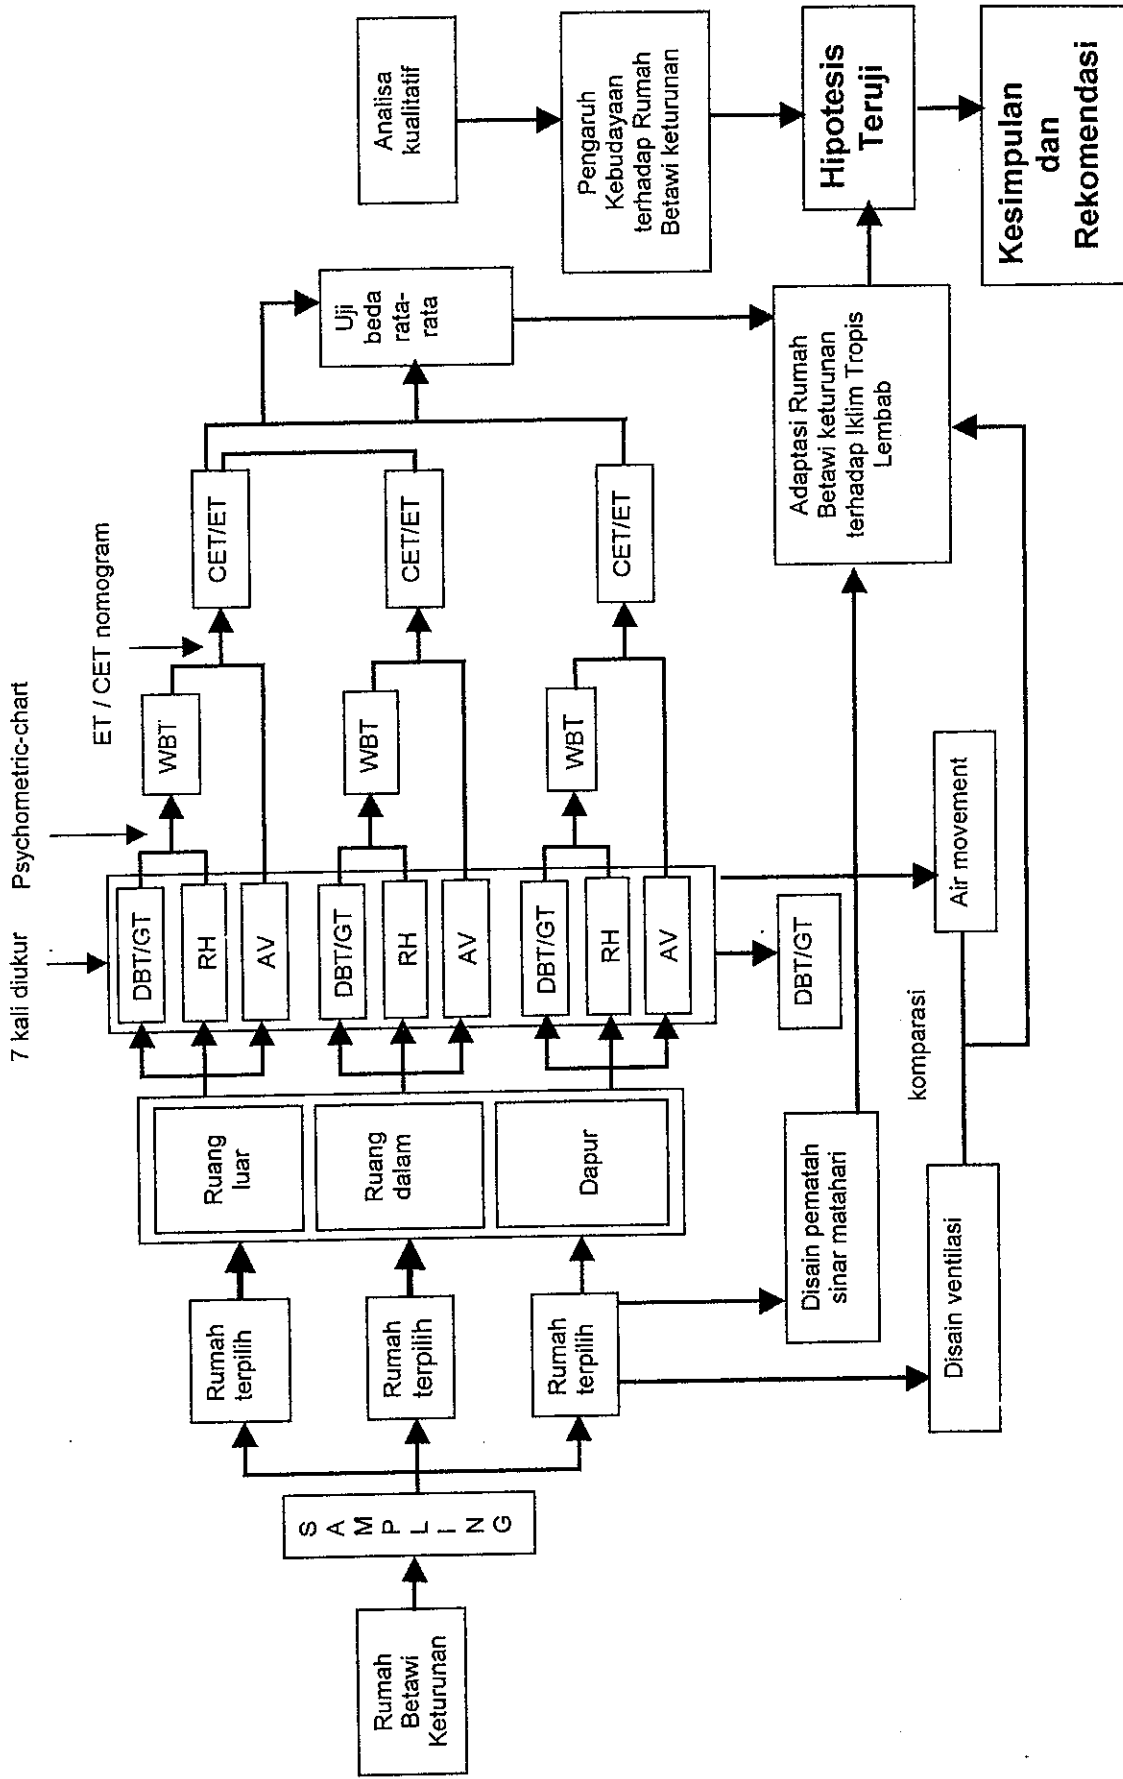 7 kali diukur
Psychometric-chart
ET / CET nomogram
Rumah
Betawi
Keturunan
S
A
M
P
L
I
N
G
Rumah
terpilih
Rumah
terpilih
Rumah
terpilih
Ruang
luar
Ruang
dalam
Dapur
DBT/GT
RH
AV
DBT/GT
RH
AV
DBT/GT
RH
AV
WBT
WBT
WBT
CET/ET
CET/ET
CET/ET
Uji
beda
rata-
rata
Analisa
kualitatif
Pengaruh
Kebudayaan
terhadap Rumah
Betawi keturunan
Hipotesis
Teruji
Kesimpulan
dan
Rekomendasi
Adaptasi Rumah
Betawi keturunan
terhadap Iklim Tropis
Lembab
DBT/GT
Disain pematah
sinar matahari
komparasi
Disain ventilasi
Air movement